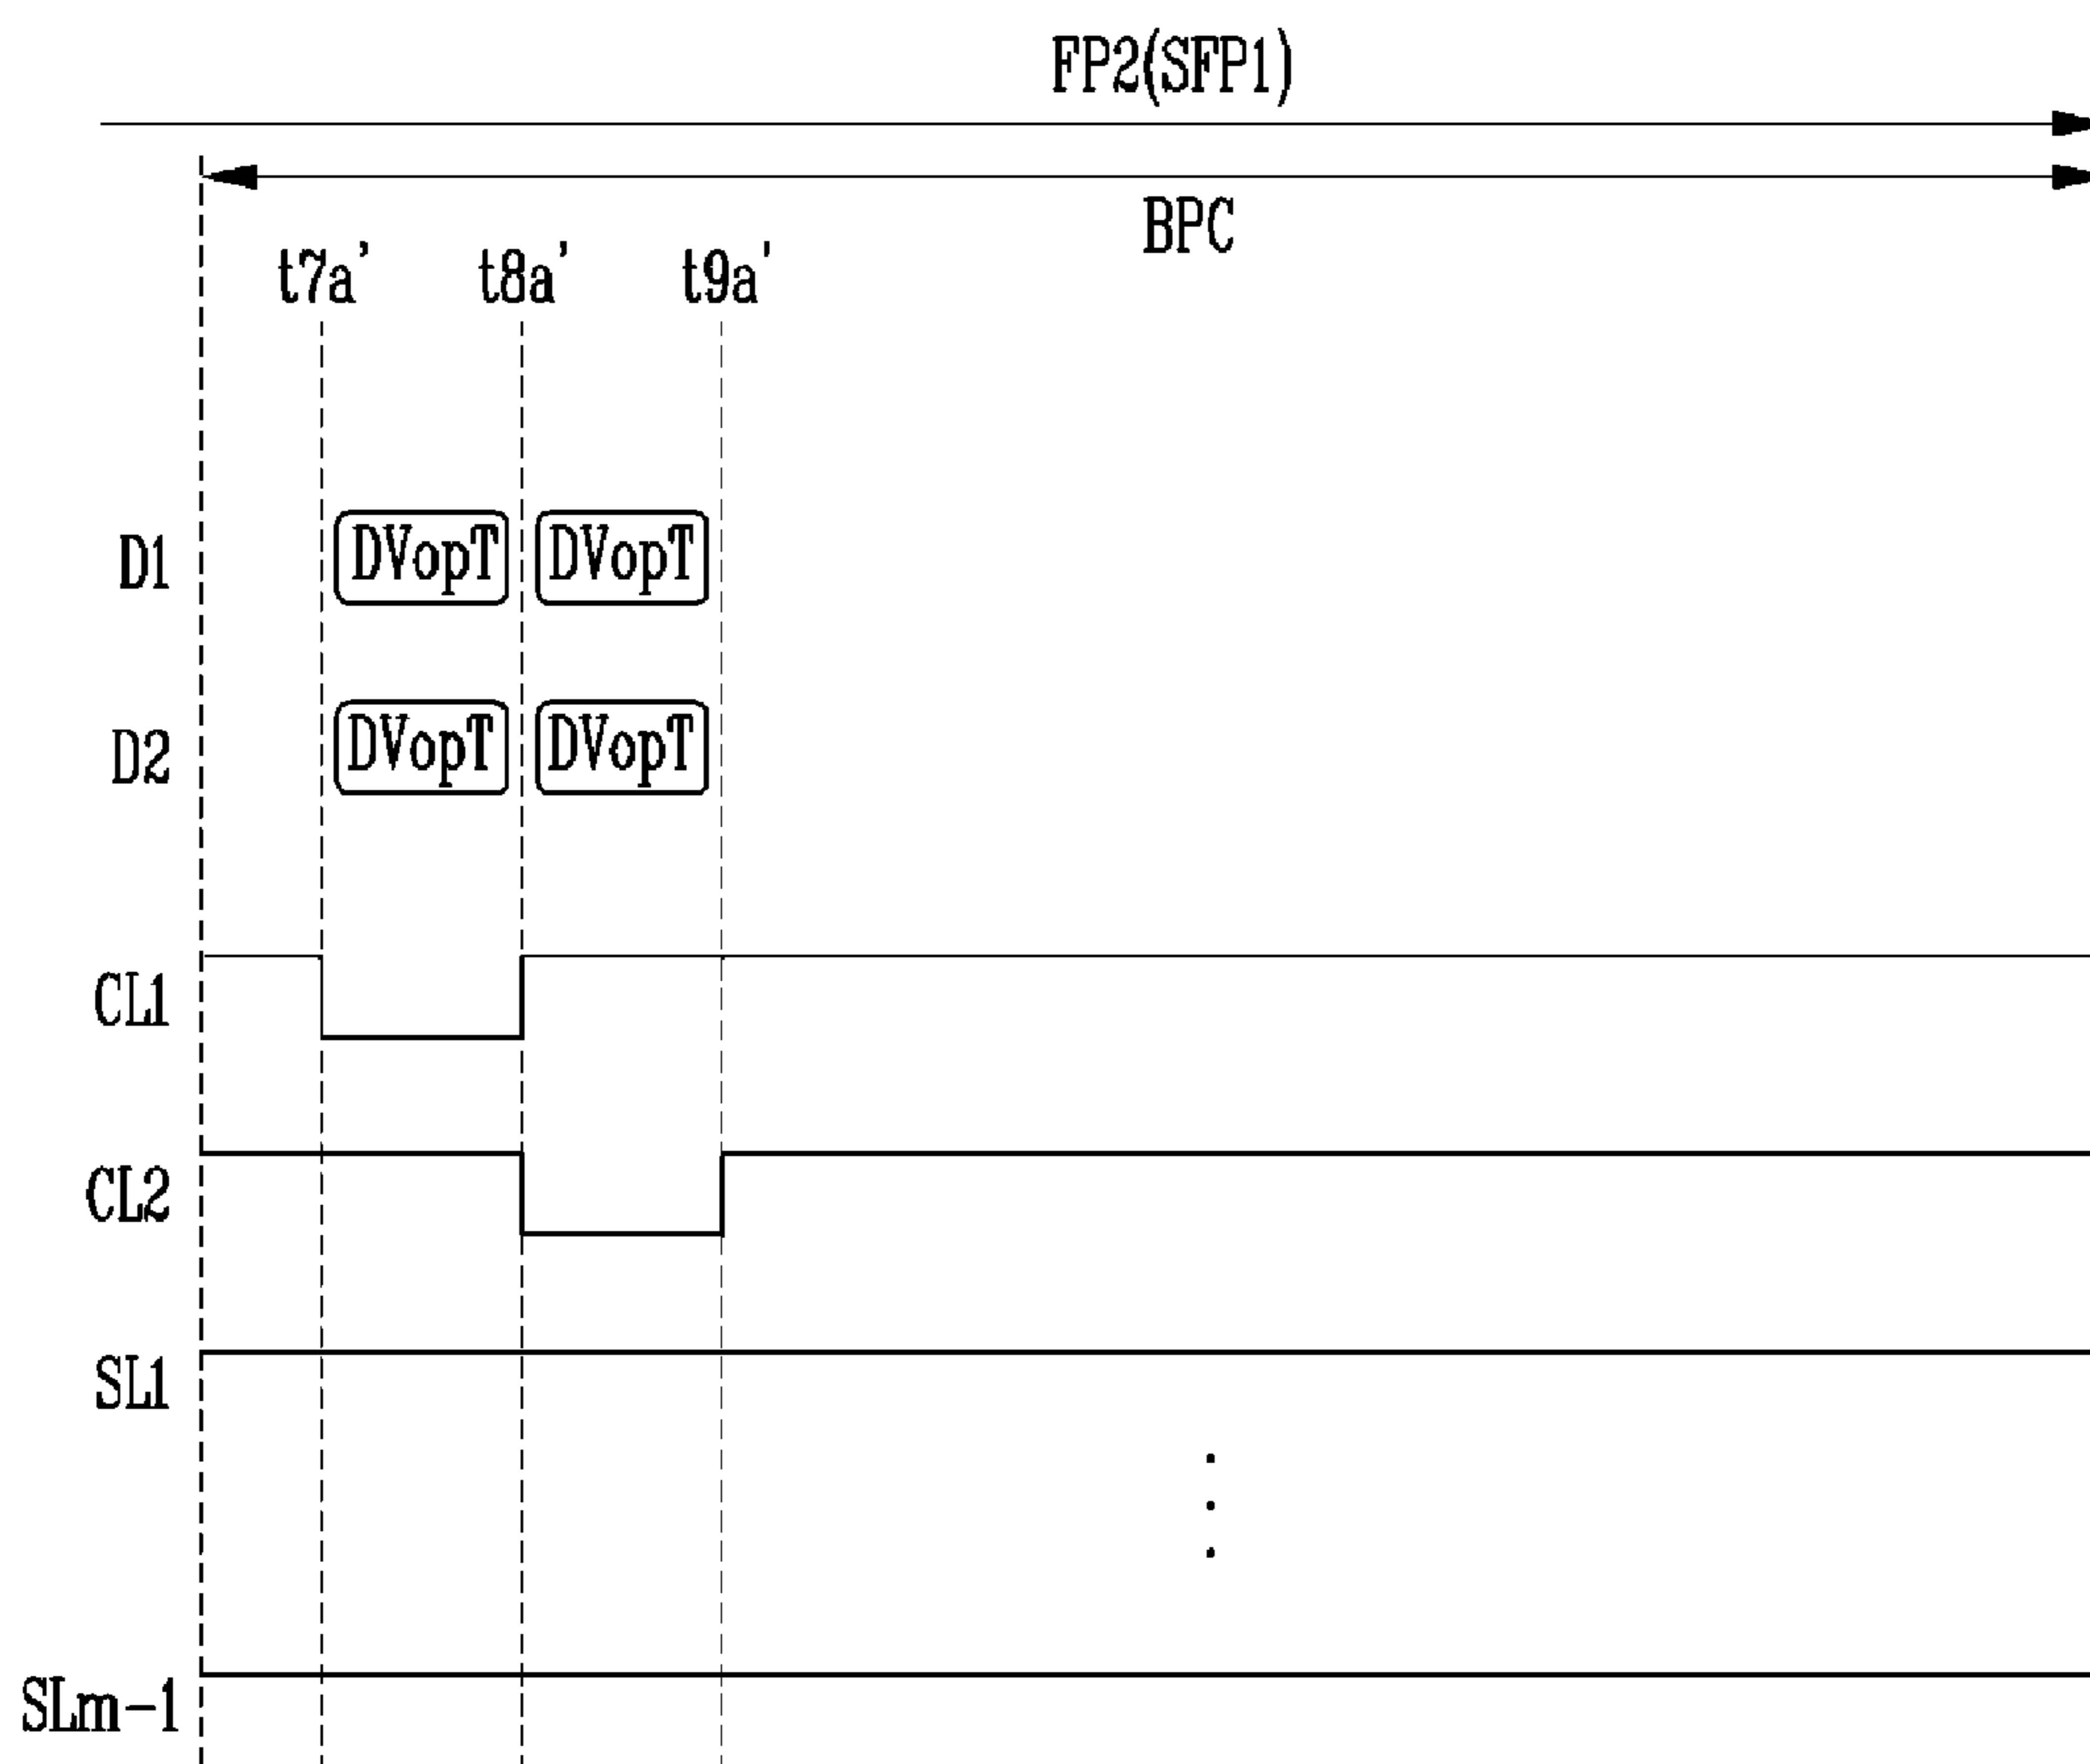 FP2(SFP1)
BPC
t7a' t8a' t9a'
D1 DVopT DVopT
D2 DVopT DVopT
CL1
CL2
SL1
SLm-1